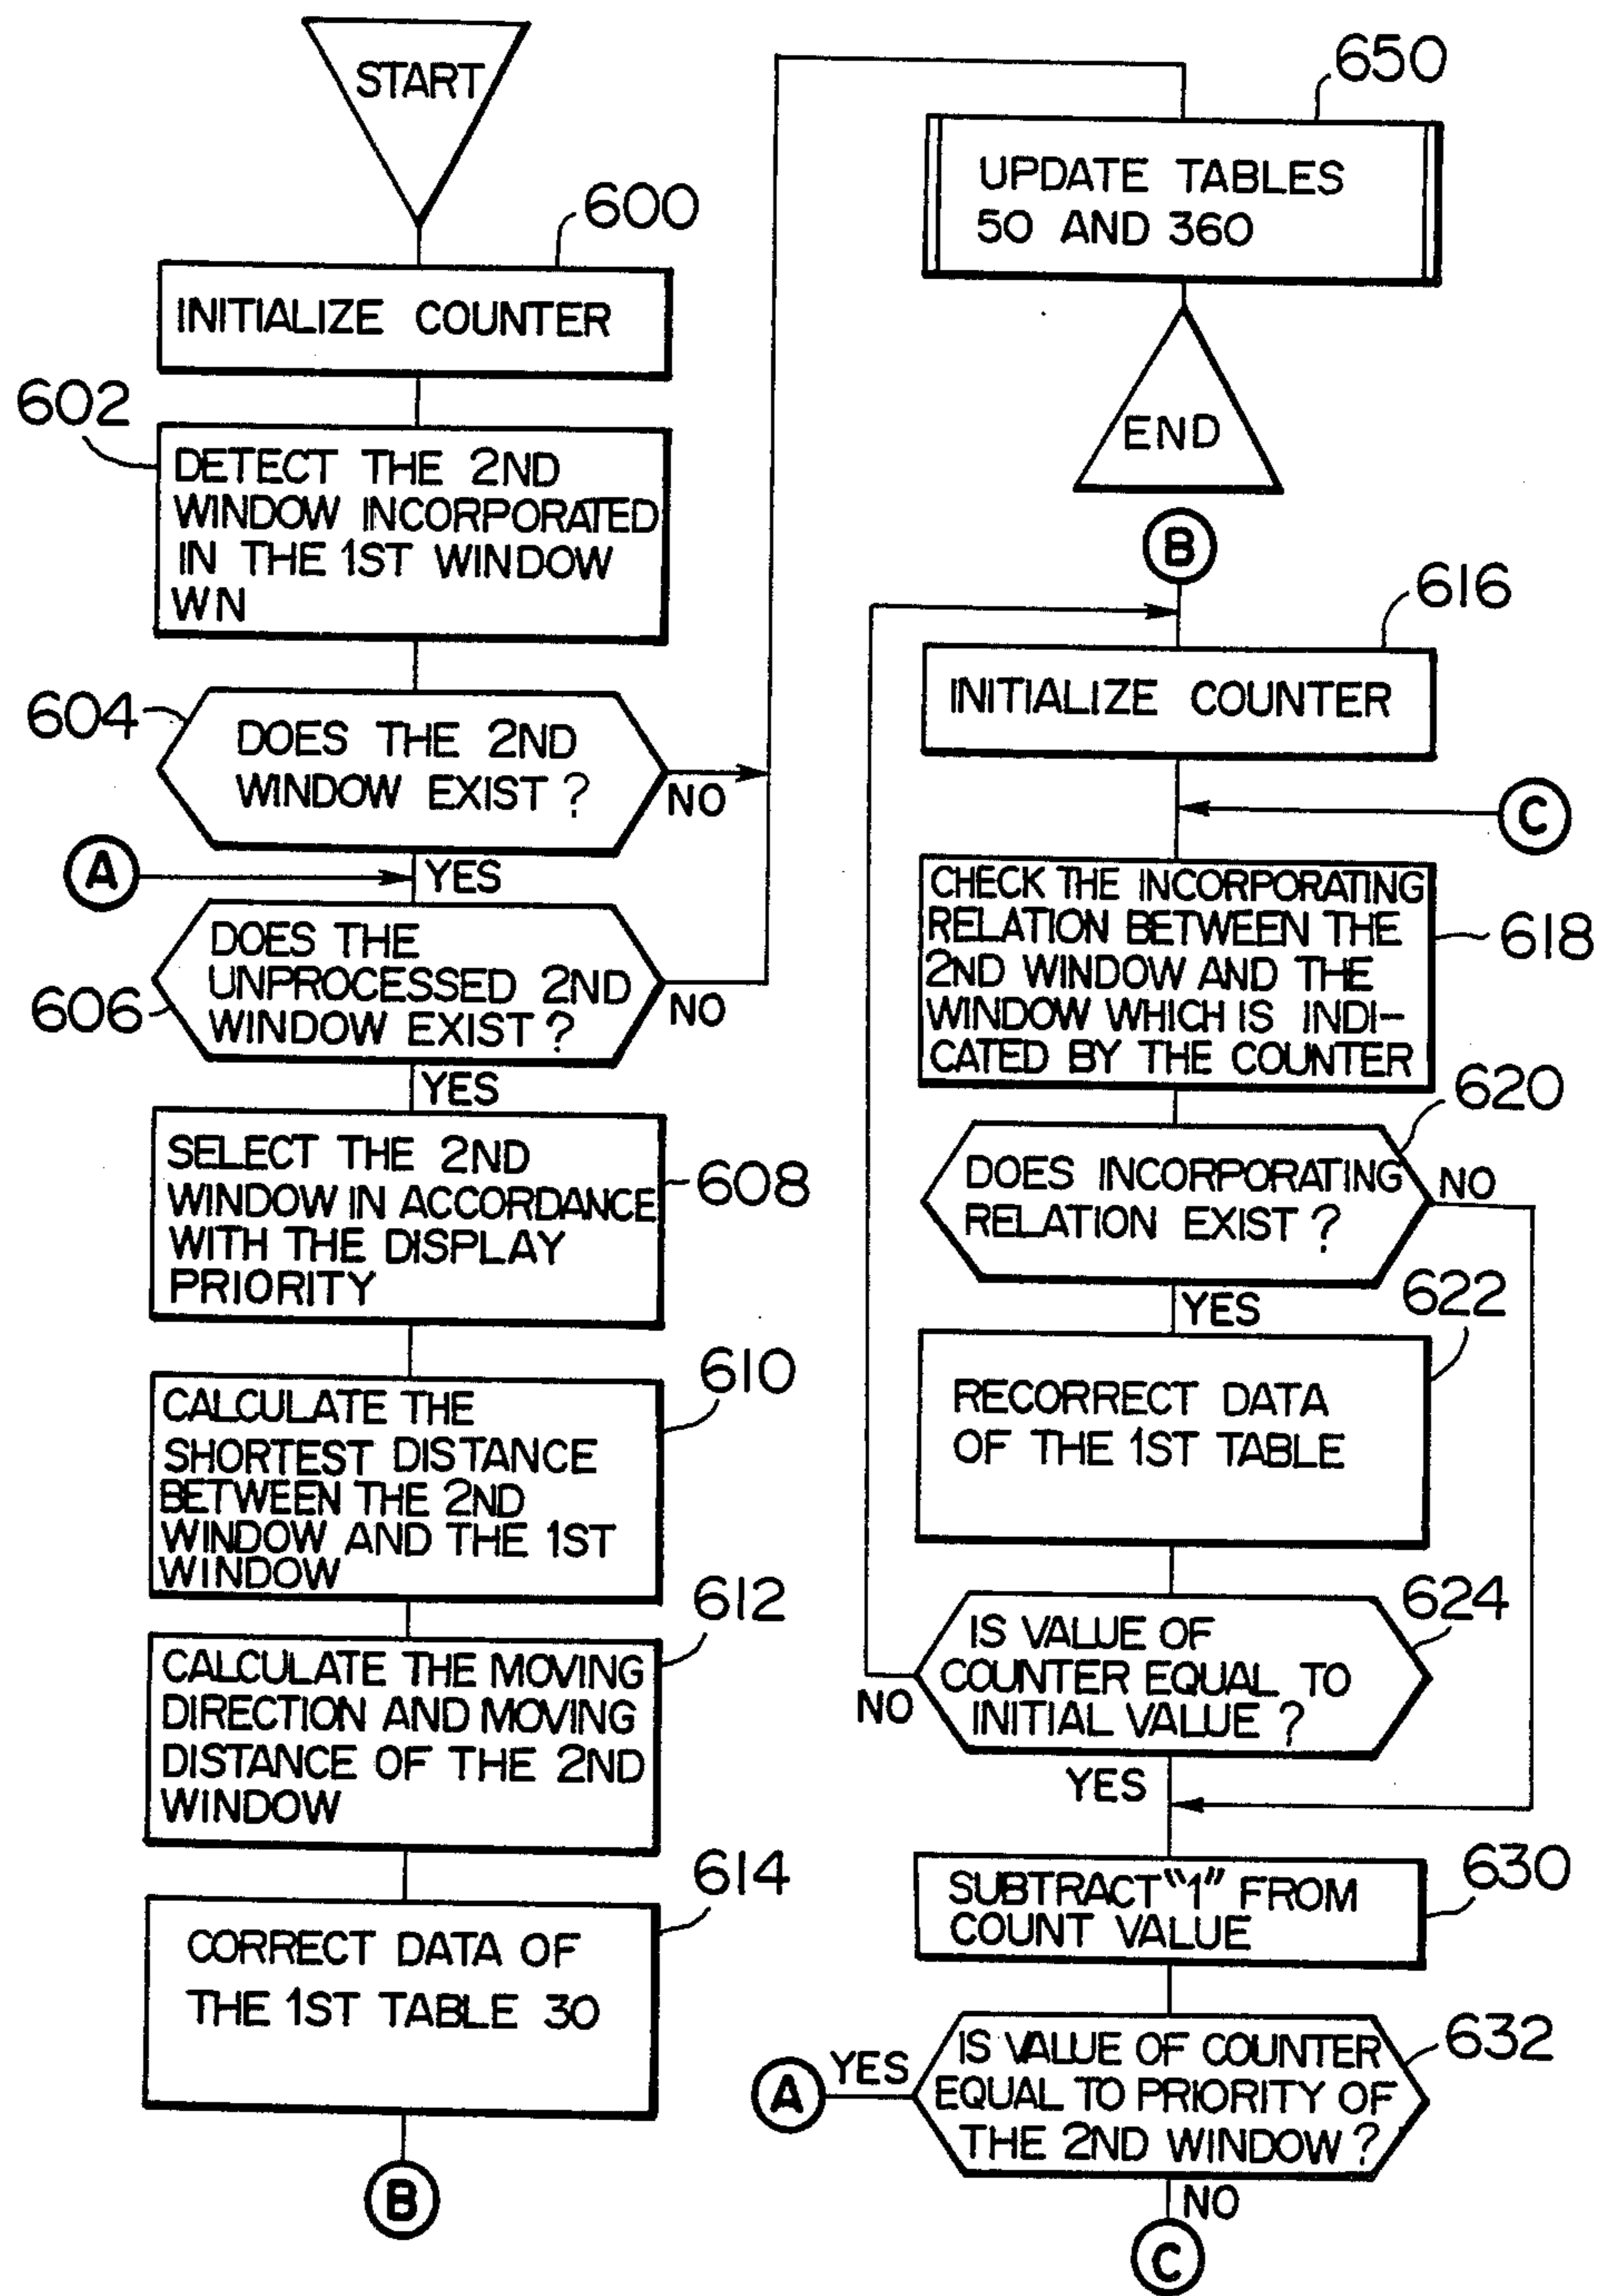 START
600
INITIALIZE COUNTER
602
DETECT THE 2ND
WINDOW INCORPORATED
IN THE 1ST WINDOW
WN
604
DOES THE 2ND
WINDOW EXIST ?
NO
A
YES
606
DOES THE
UNPROCESSED 2ND
WINDOW EXIST ?
NO
YES
608
SELECT THE 2ND
WINDOW IN ACCORDANCE
WITH THE DISPLAY
PRIORITY
610
CALCULATE THE
SHORTEST DISTANCE
BETWEEN THE 2ND
WINDOW AND THE 1ST
WINDOW
612
CALCULATE THE MOVING
DIRECTION AND MOVING
DISTANCE OF THE 2ND
WINDOW
614
CORRECT DATA OF
THE 1ST TABLE 30
B
650
UPDATE TABLES
50 AND 360
END
B
616
INITIALIZE COUNTER
C
CHECK THE INCORPORATING
RELATION BETWEEN THE
2ND WINDOW AND THE
WINDOW WHICH IS INDI-
CATED BY THE COUNTER
618
620
DOES INCORPORATING
RELATION EXIST ?
NO
YES
622
RECORRECT DATA
OF THE 1ST TABLE
624
IS VALUE OF
COUNTER EQUAL TO
INITIAL VALUE ?
NO
YES
630
SUBTRACT "1" FROM
COUNT VALUE
632
IS VALUE OF COUNTER
EQUAL TO PRIORITY OF
THE 2ND WINDOW ?
YES
A
NO
C